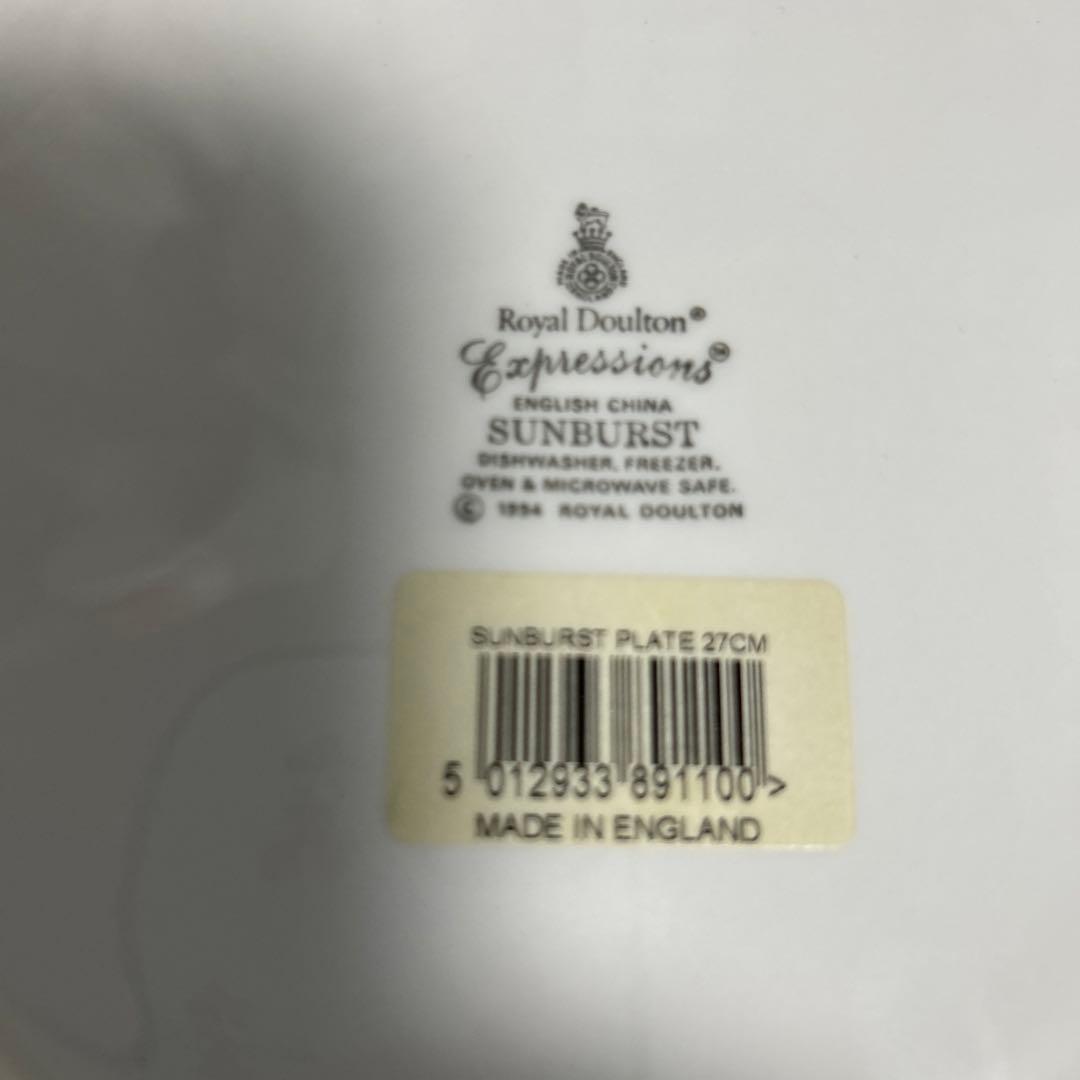 Royal Doulton®
Expressions™
ENGLISH CHINA
SUNBURST
DISHWASHER, FREEZER,
OVEN & MICROWAVE SAFE.
© 1994 ROYAL DOULTON
SUNBURST PLATE 27CM
5 012933 891100 >
MADE IN ENGLAND